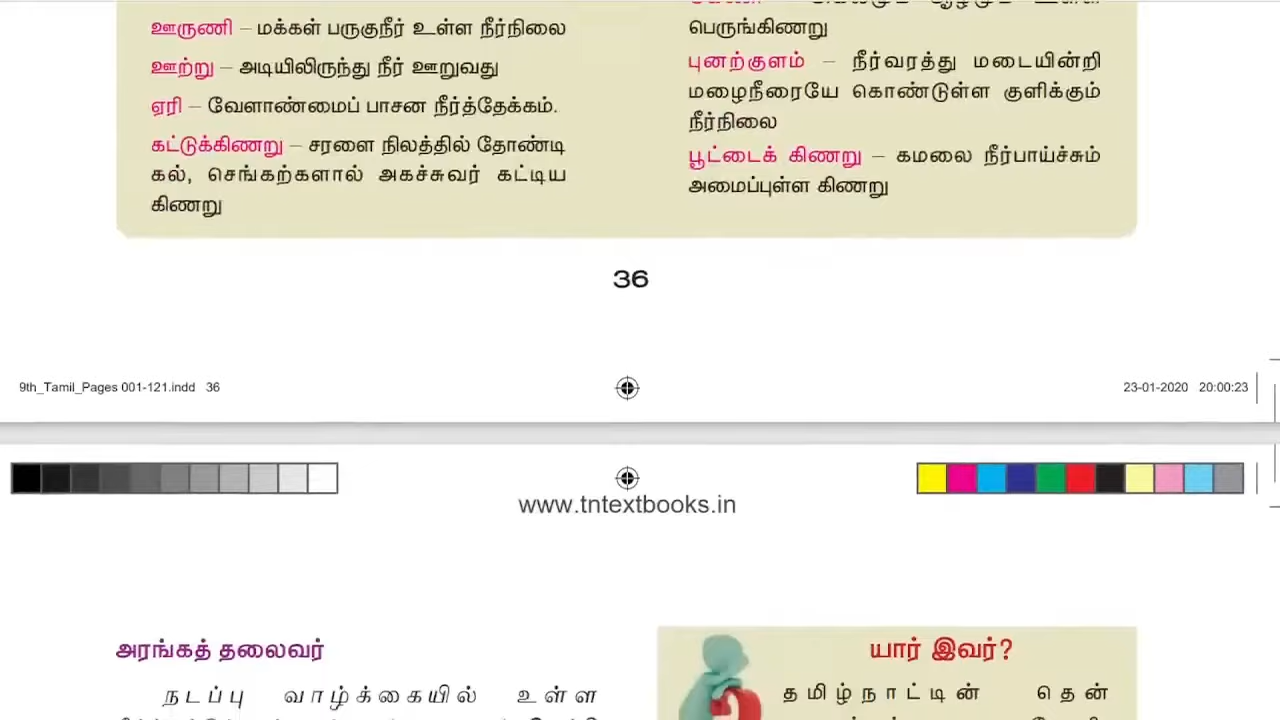 ஊருணி – மக்கள் பருகுநீர் உள்ள நீர்நிலை
ஊற்று – அடியிலிருந்து நீர் ஊறுவது
ஏரி – வேளாண்மைப் பாசன நீர்த்தேக்கம்.
கட்டுக்கிணறு – சரளை நிலத்தில் தோண்டி
கல், செங்கற்களால் அகச்சுவர் கட்டிய
கிணறு
பெருங்கிணறு
புனற்குளம் – நீர்வரத்து மடையின்றி
மழைநீரையே கொண்டுள்ள குளிக்கும்
நீர்நிலை
பூட்டைக் கிணறு – கமலை நீர்பாய்ச்சும்
அமைப்புள்ள கிணறு
36
9th_Tamil_Pages 001-121.indd 36
23-01-2020 20:00:23
www.tntextbooks.in
அரங்கத் தலைவர்
நடப்பு வாழ்க்கையில் உள்ள
யார் இவர்?
தமிழ்நாட்டின் தென்